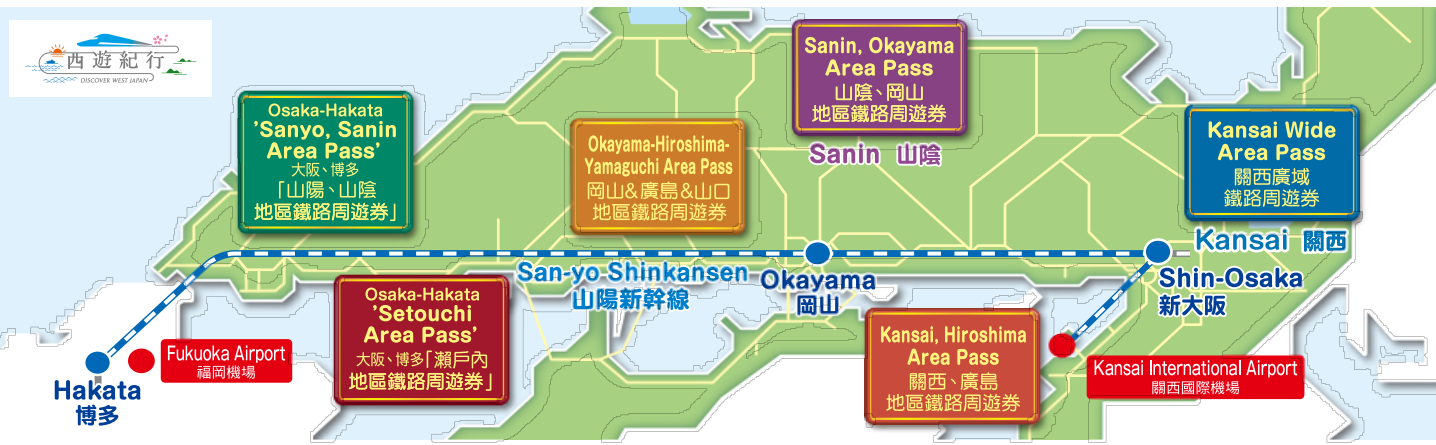 西遊紀行
DISCOVER WEST JAPAN
Osaka-Hakata
'Sanyo, Sanin
Area Pass'
大阪、博多
「山陽、山陰
地區鐵路周遊券」
Okayama-Hiroshima-
Yamaguchi Area Pass
岡山&廣島&山口
地區鐵路周遊券
Sanin, Okayama
Area Pass
山陰、岡山
地區鐵路周遊券
Sanin 山陰
Kansai Wide
Area Pass
關西廣域
鐵路周遊券
Kansai 關西
San-yo Shinkansen
山陽新幹線
Okayama
岡山
Shin-Osaka
新大阪
Osaka-Hakata
'Setouchi
Area Pass'
大阪、博多「瀨戶內
地區鐵路周遊券」
Kansai, Hiroshima
Area Pass
關西、廣島
地區鐵路周遊券
Fukuoka Airport
福岡機場
Kansai International Airport
關西國際機場
Hakata
博多